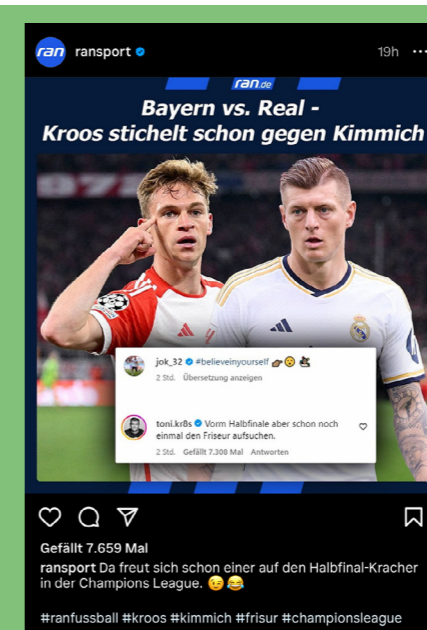 ran ransport 19h
ran.de
Bayern vs. Real -
Kroos stichelt schon gegen Kimmich
jok_32 #believeinyourself
2 Std. Übersetzung anzeigen
toni.kr8s Vorm Halbfinale aber schon noch
einmal den Friseur aufsuchen.
2 Std. Gefällt 7.308 Mal Antworten
Gefällt 7.659 Mal
ransport Da freut sich schon einer auf den Halbfinal-Kracher
in der Champions League. 😉😂
#ranfussball #kroos #kimmich #frisur #championsleague